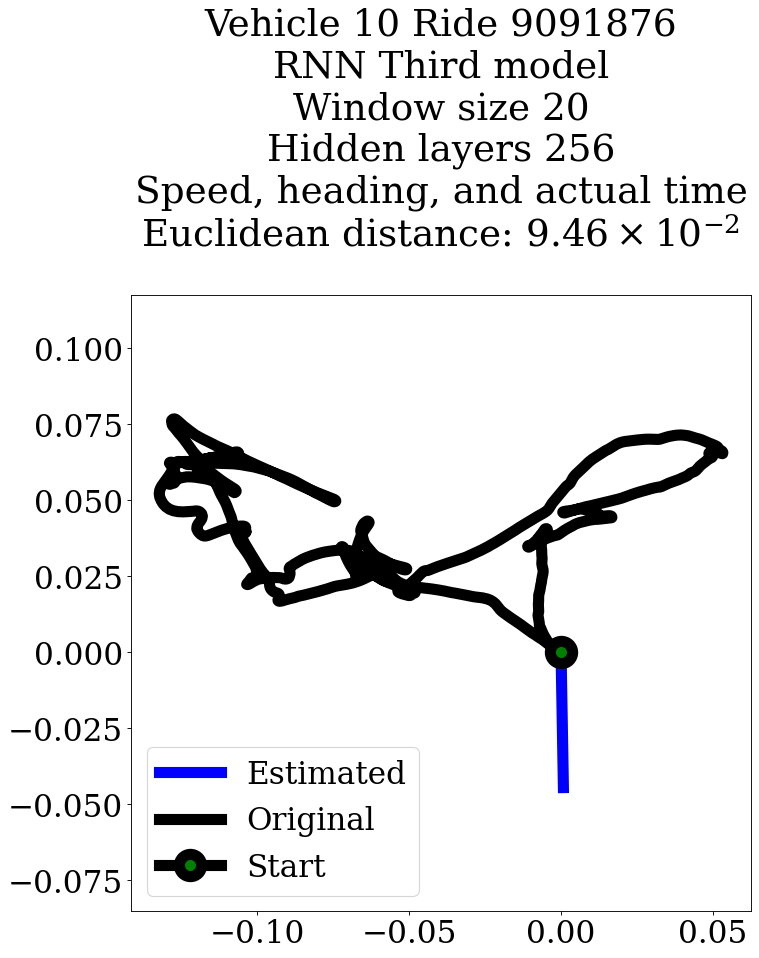 Vehicle 10 Ride 9091876
RNN Third model
Window size 20
Hidden layers 256
Speed, heading, and actual time
Euclidean distance: 9.46 × 10⁻²
0.100
0.075
0.050
0.025
0.000
−0.025
−0.050
−0.075
Estimated
Original
Start
−0.10
−0.05
0.00
0.05